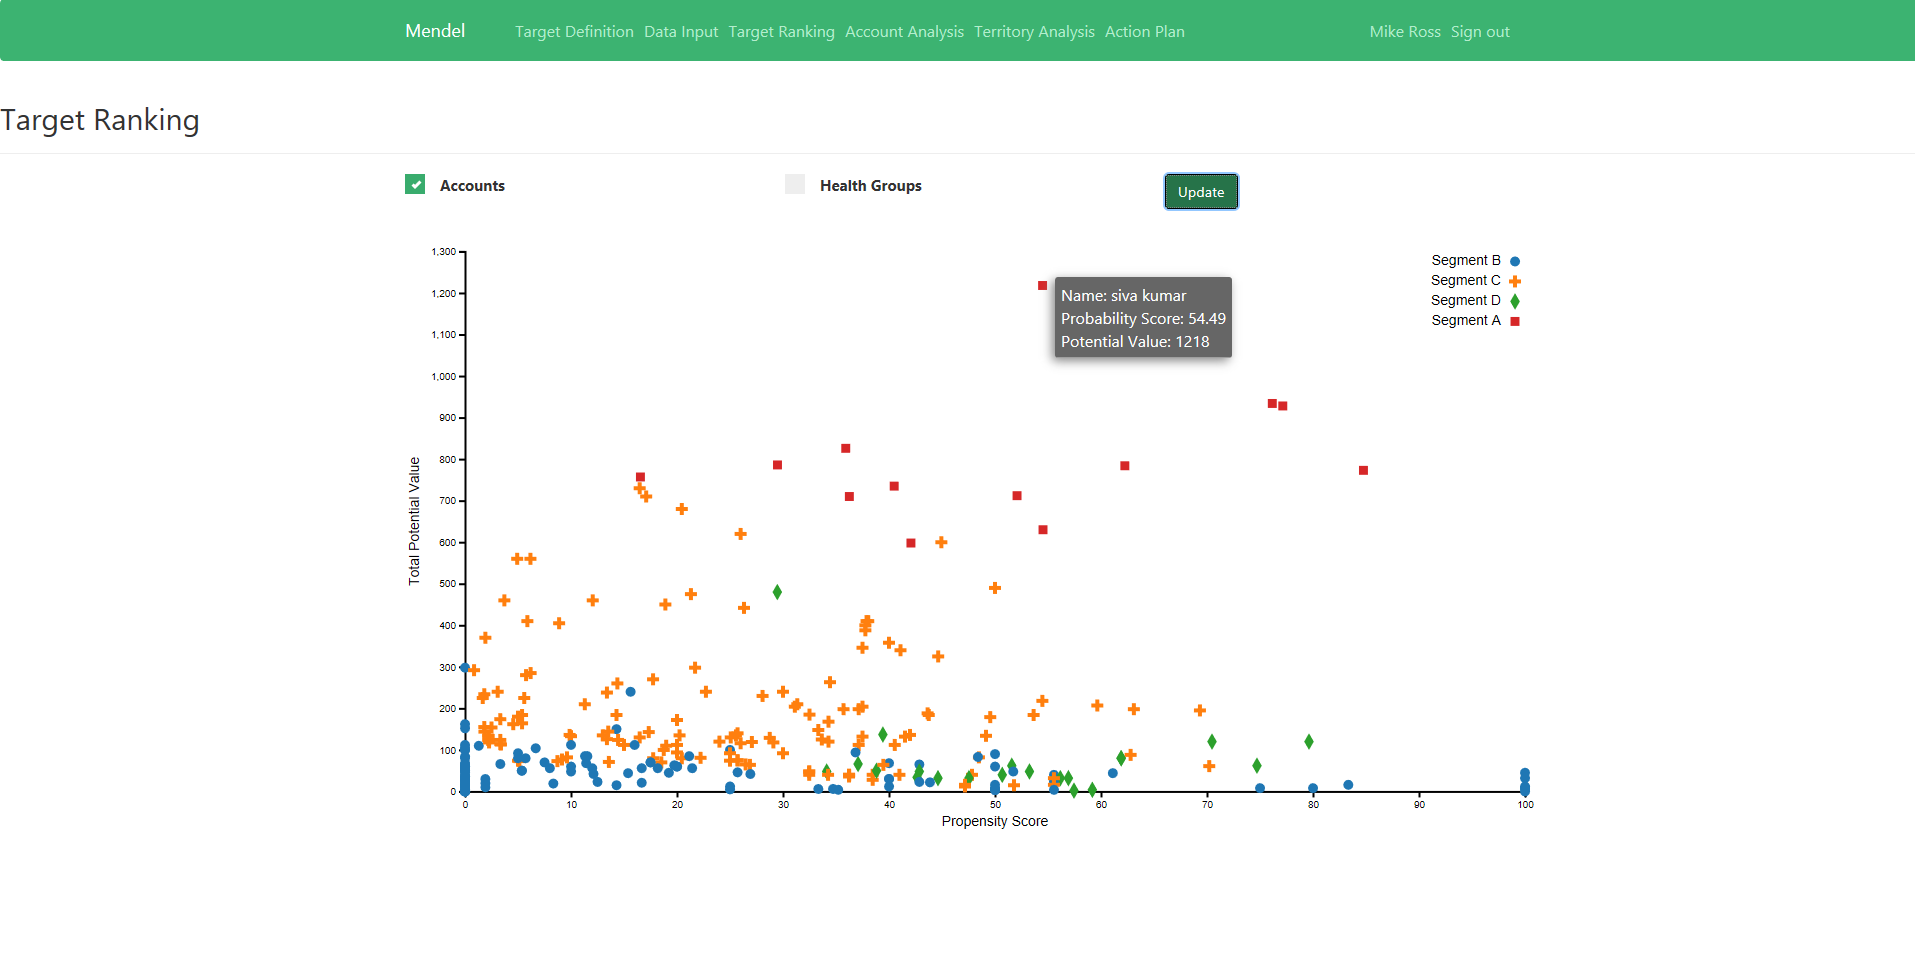 Mendel Target Definition Data Input Target Ranking Account Analysis Territory Analysis Action Plan Mike Ross Sign out
Target Ranking
Accounts Health Groups Update
Segment B
Segment C
Segment D
Segment A
Name: siva kumar
Probability Score: 54.49
Potential Value: 1218
1,300
1,200
1,100
1,000
900
800
700
600
500
400
300
200
100
0
Total Potential Value
0 10 20 30 40 50 60 70 80 90 100
Propensity Score